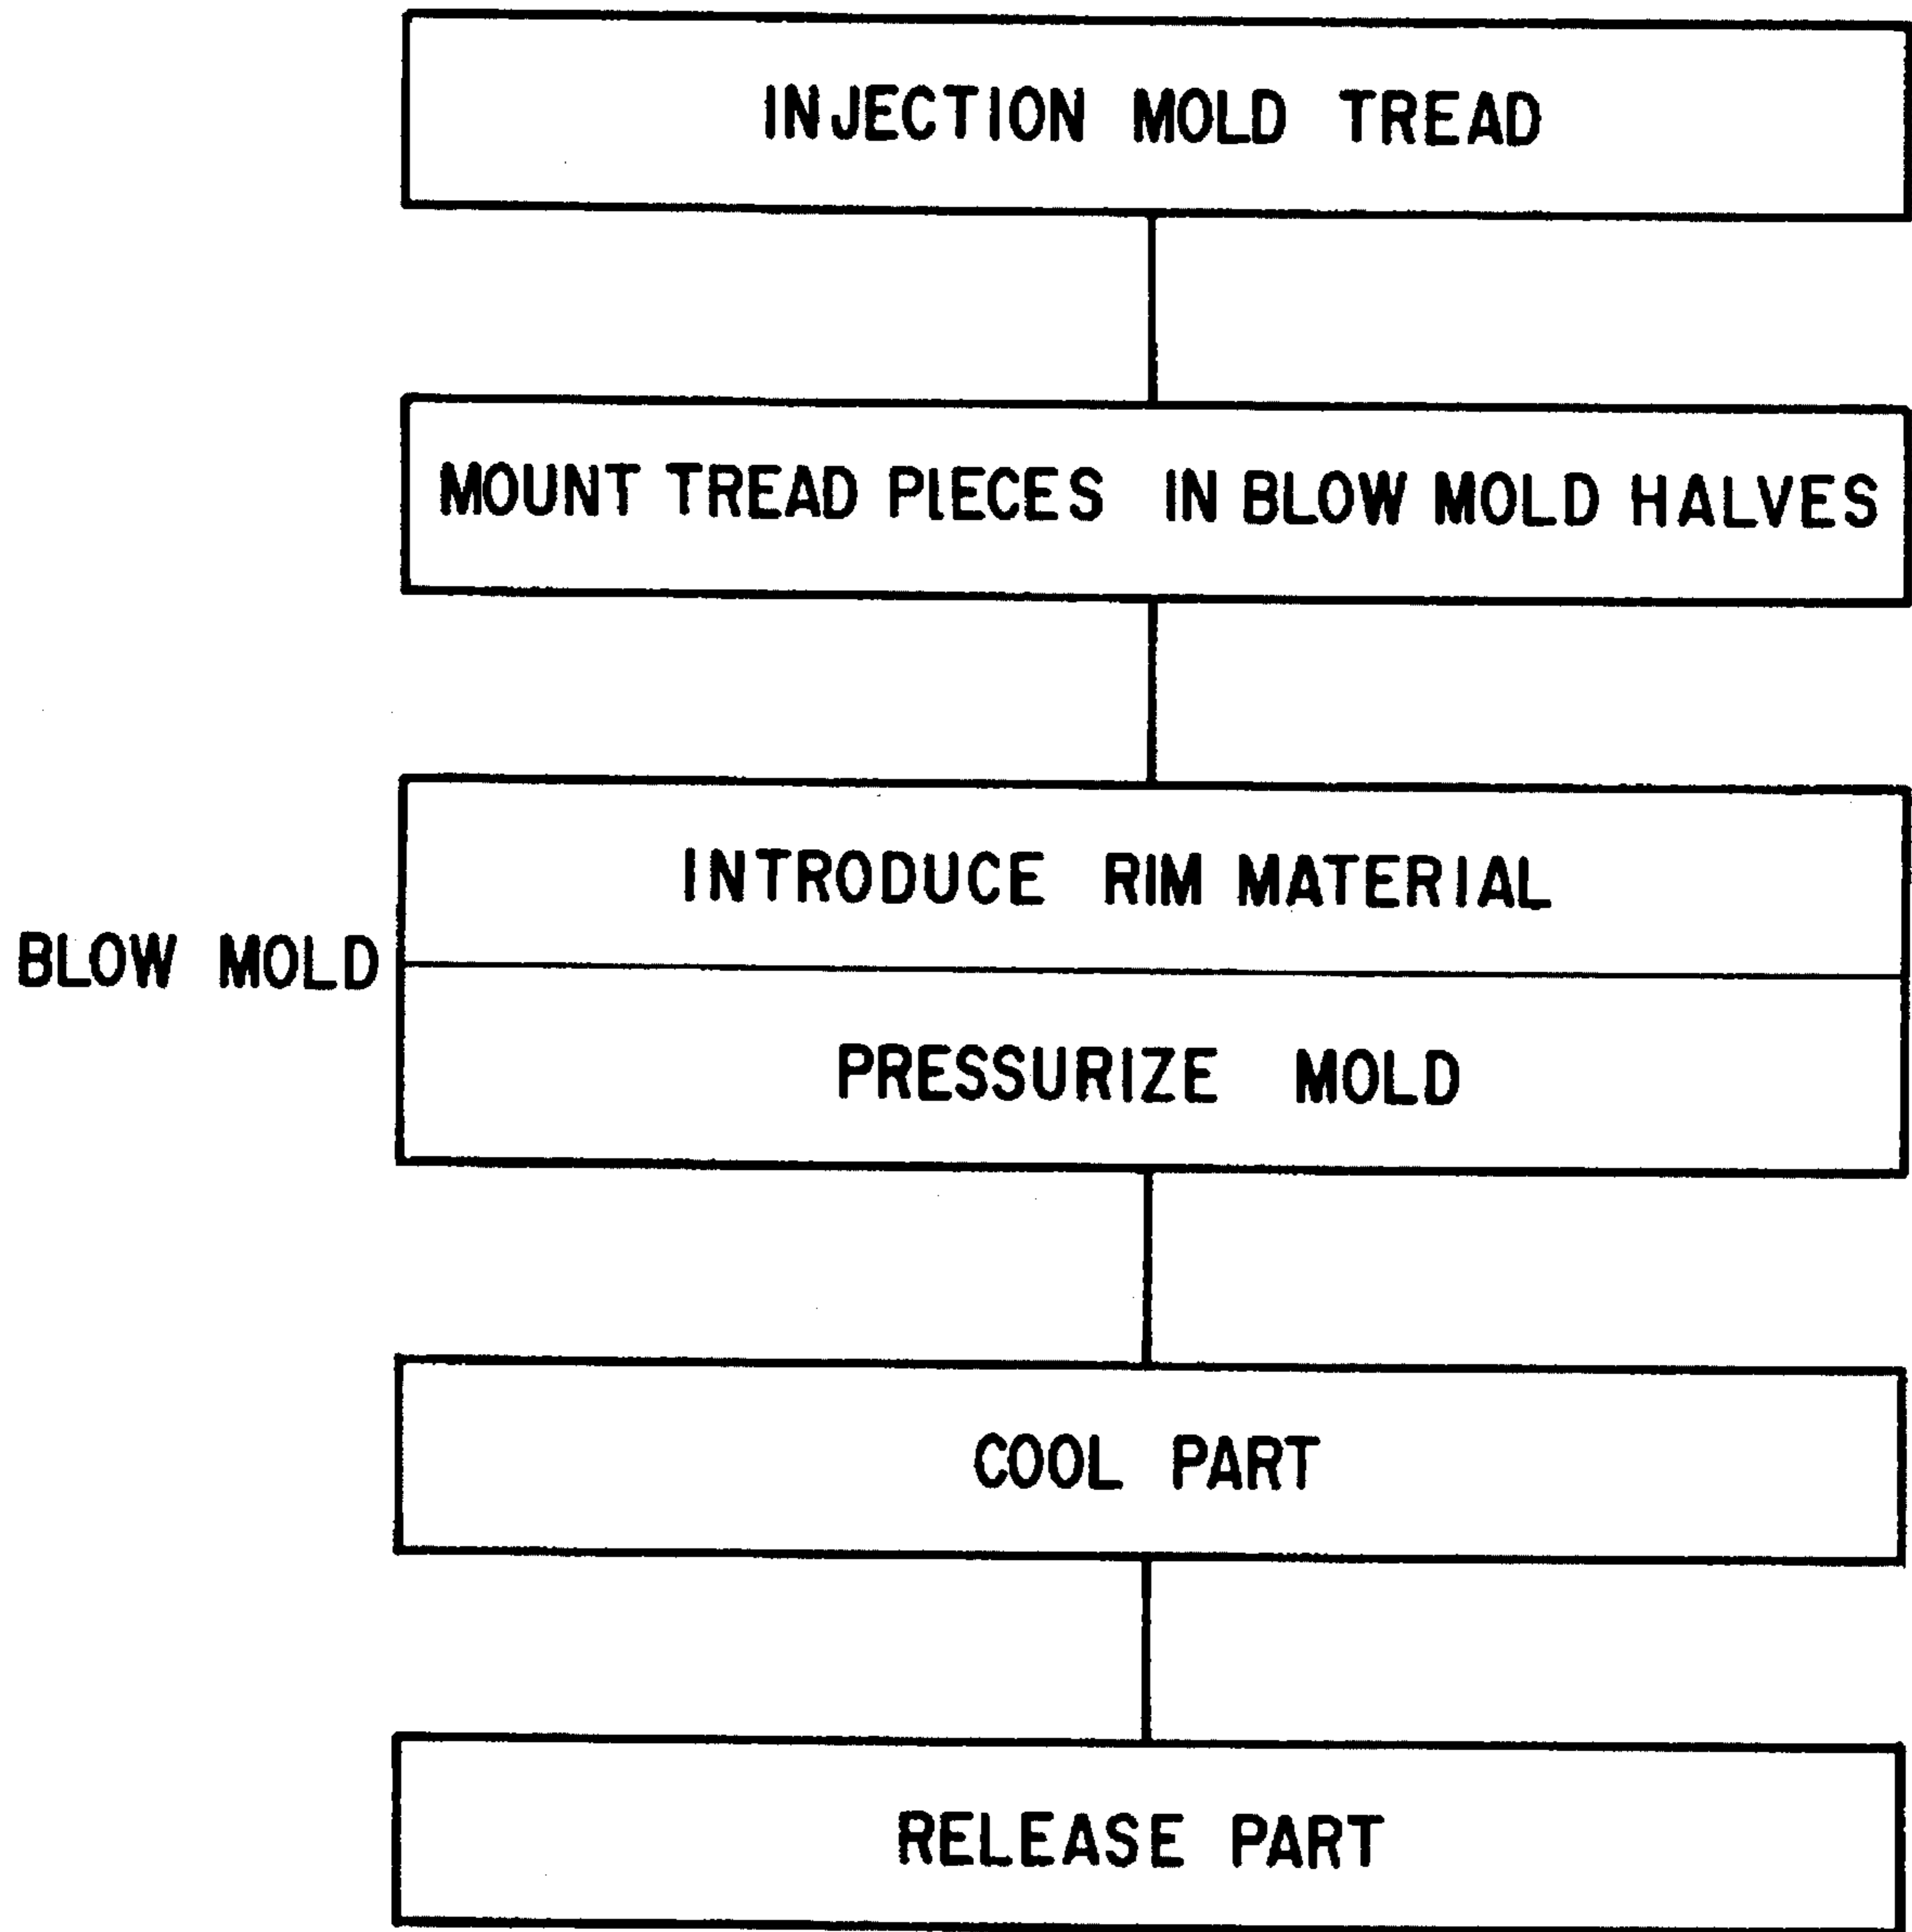 INJECTION MOLD TREAD
MOUNT TREAD PIECES IN BLOW MOLD HALVES
INTRODUCE RIM MATERIAL
BLOW MOLD
PRESSURIZE MOLD
COOL PART
RELEASE PART